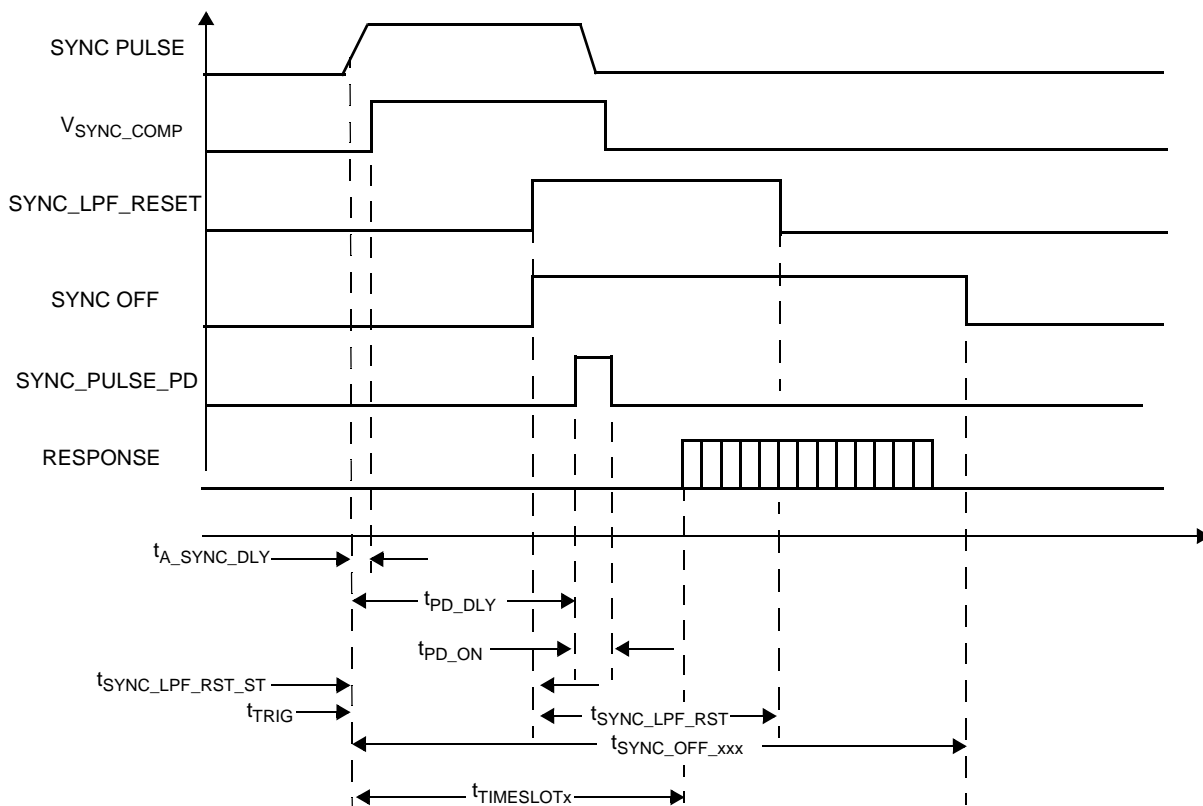 SYNC PULSE
VSYNC_COMP
SYNC_LPF_RESET
SYNC OFF
SYNC_PULSE_PD
RESPONSE
tA_SYNC_DLY
tPD_DLY
tPD_ON
tSYNC_LPF_RST_ST
tTRIG
tSYNC_LPF_RST
tSYNC_OFF_xxx
tTIMESLOTx